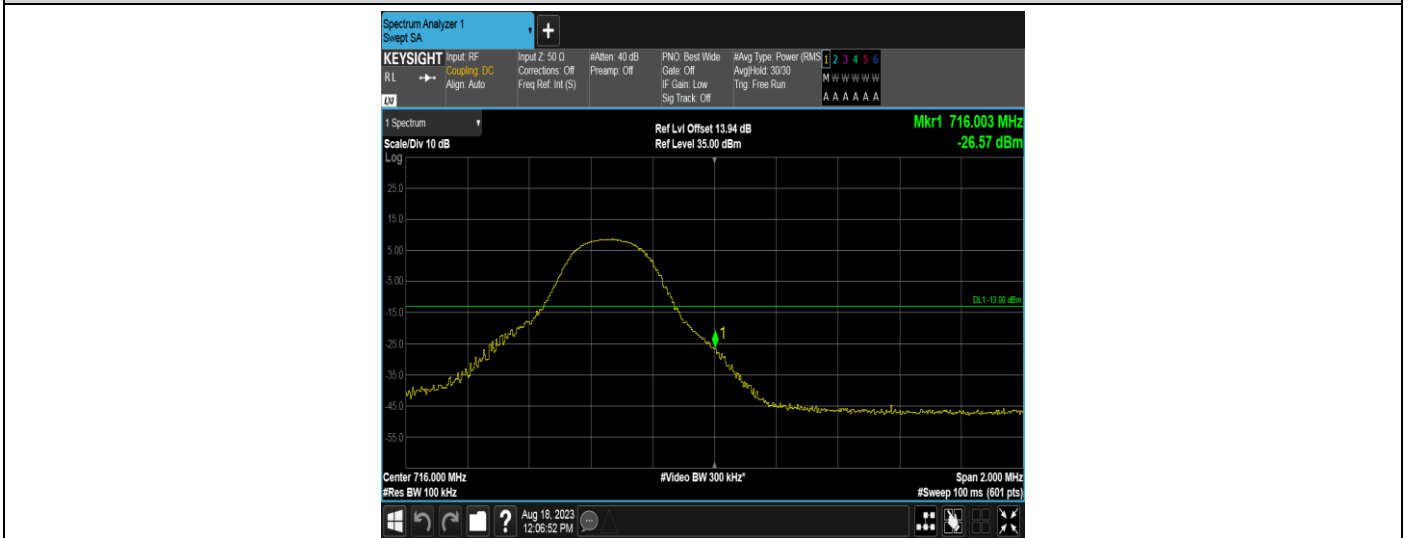 Spectrum Analyzer 1
Swept SA
+
KEYSIGHT
RL
LXI
Input: RF
Coupling: DC
Align: Auto
Input Z: 50 Ω
Corrections: Off
Freq Ref: Int (S)
#Atten: 40 dB
Preamp: Off
PNO: Best Wide
Gate: Off
IF Gain: Low
Sig Track: Off
#Avg Type: Power (RMS
Avg|Hold: 30/30
Trig: Free Run
1 2 3 4 5 6
M W W W W W
A A A A A A
1 Spectrum
Scale/Div 10 dB
Log
Ref Lvl Offset 13.94 dB
Ref Level 35.00 dBm
Mkr1 716.003 MHz
-26.57 dBm
25.0
15.0
5.00
-5.00
-15.0
-25.0
-35.0
-45.0
-55.0
DL1 -13.00 dBm
1
Center 716.000 MHz
#Res BW 100 kHz
#Video BW 300 kHz*
Span 2.000 MHz
#Sweep 100 ms (601 pts)
?
Aug 18, 2023
12:06:52 PM